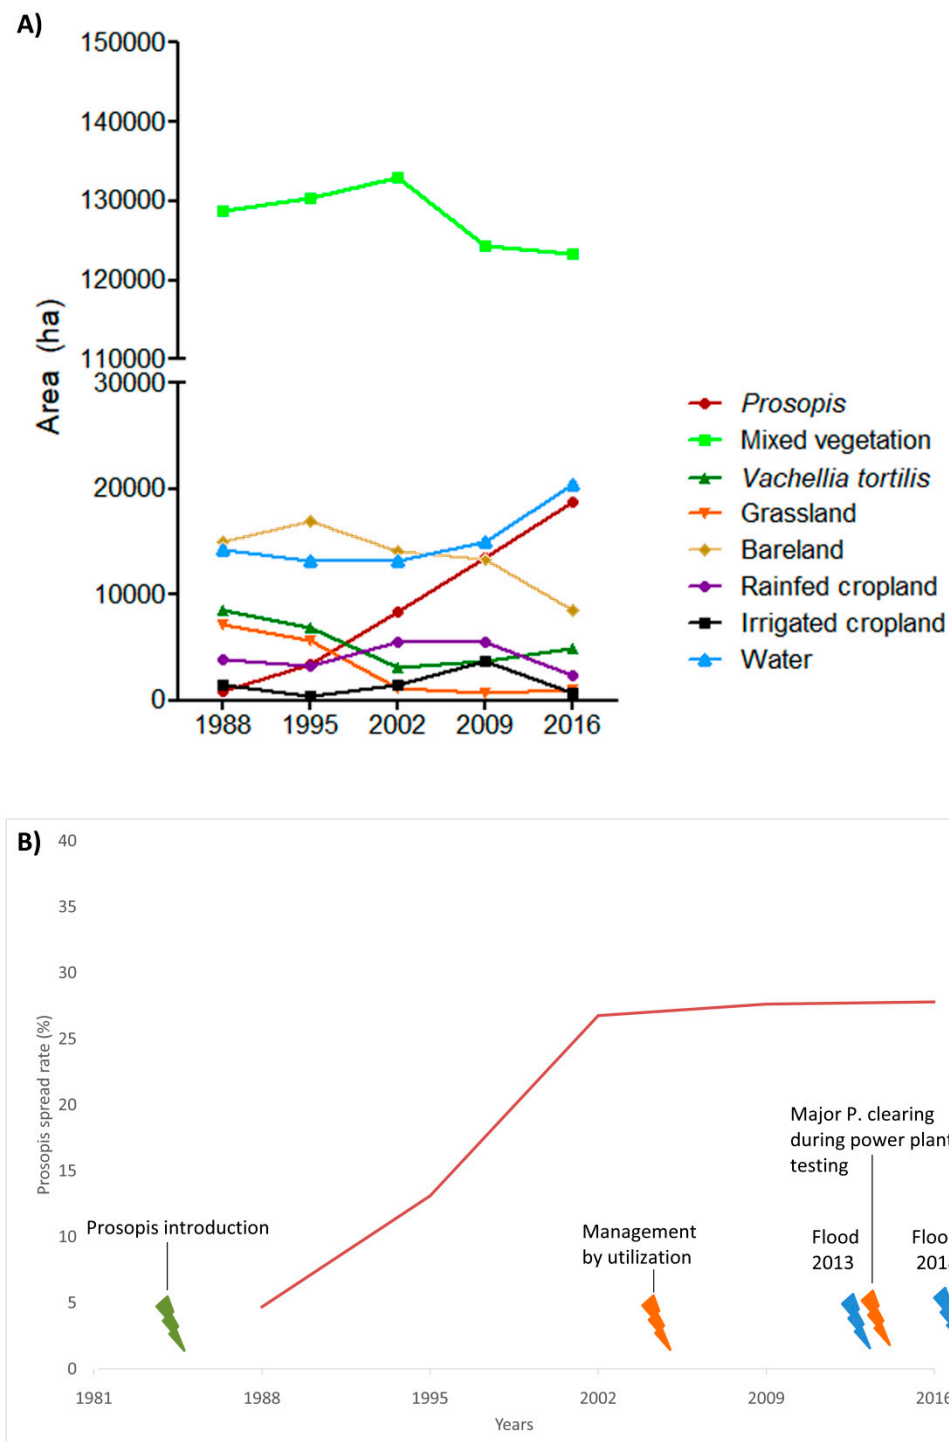 A)
150000
140000
130000
120000
110000
30000
20000
10000
0
Area (ha)
1988 1995 2002 2009 2016
Prosopis
Mixed vegetation
Vachellia tortilis
Grassland
Bareland
Rainfed cropland
Irrigated cropland
Water
B)
40
35
30
25
20
15
10
5
0
Prosopis spread rate (%)
Prosopis introduction
Management
by utilization
Major P. clearing
during power plant
testing
Flood
2013
Floo
201
1981 1988 1995 2002 2009 2016
Years